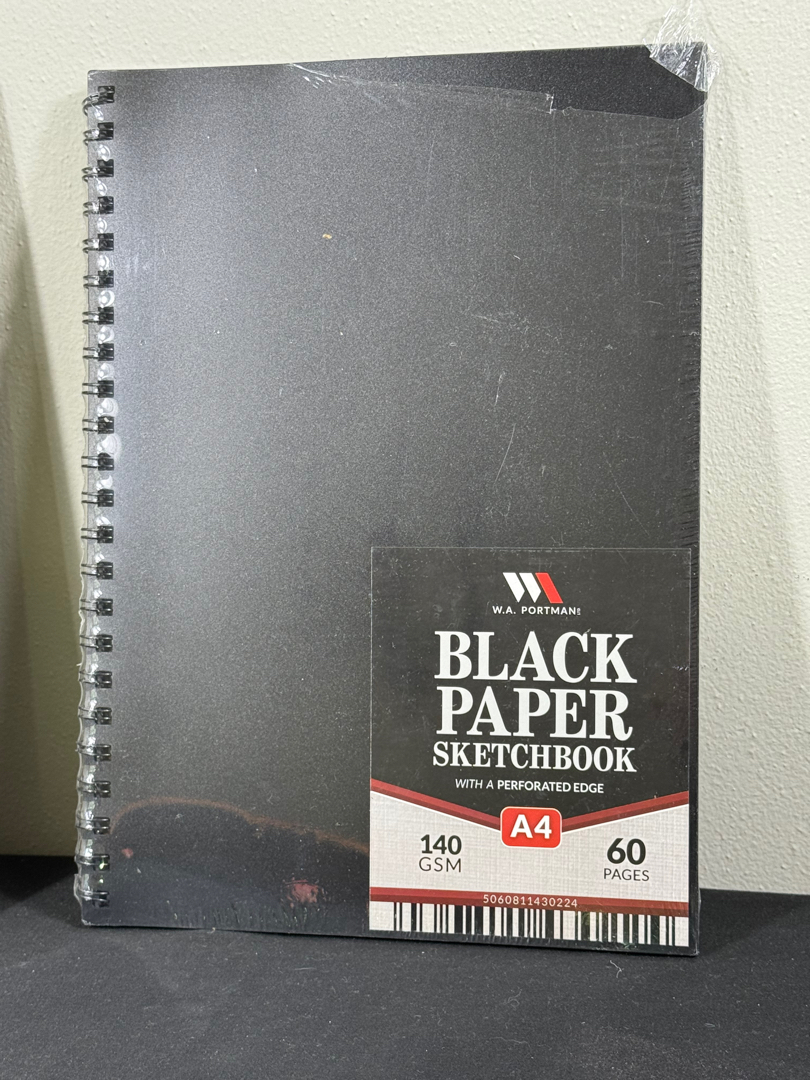 W.A. PORTMAN
BLACK
PAPER
SKETCHBOOK
WITH A PERFORATED EDGE
A4
140
GSM
60
PAGES
5060811430224